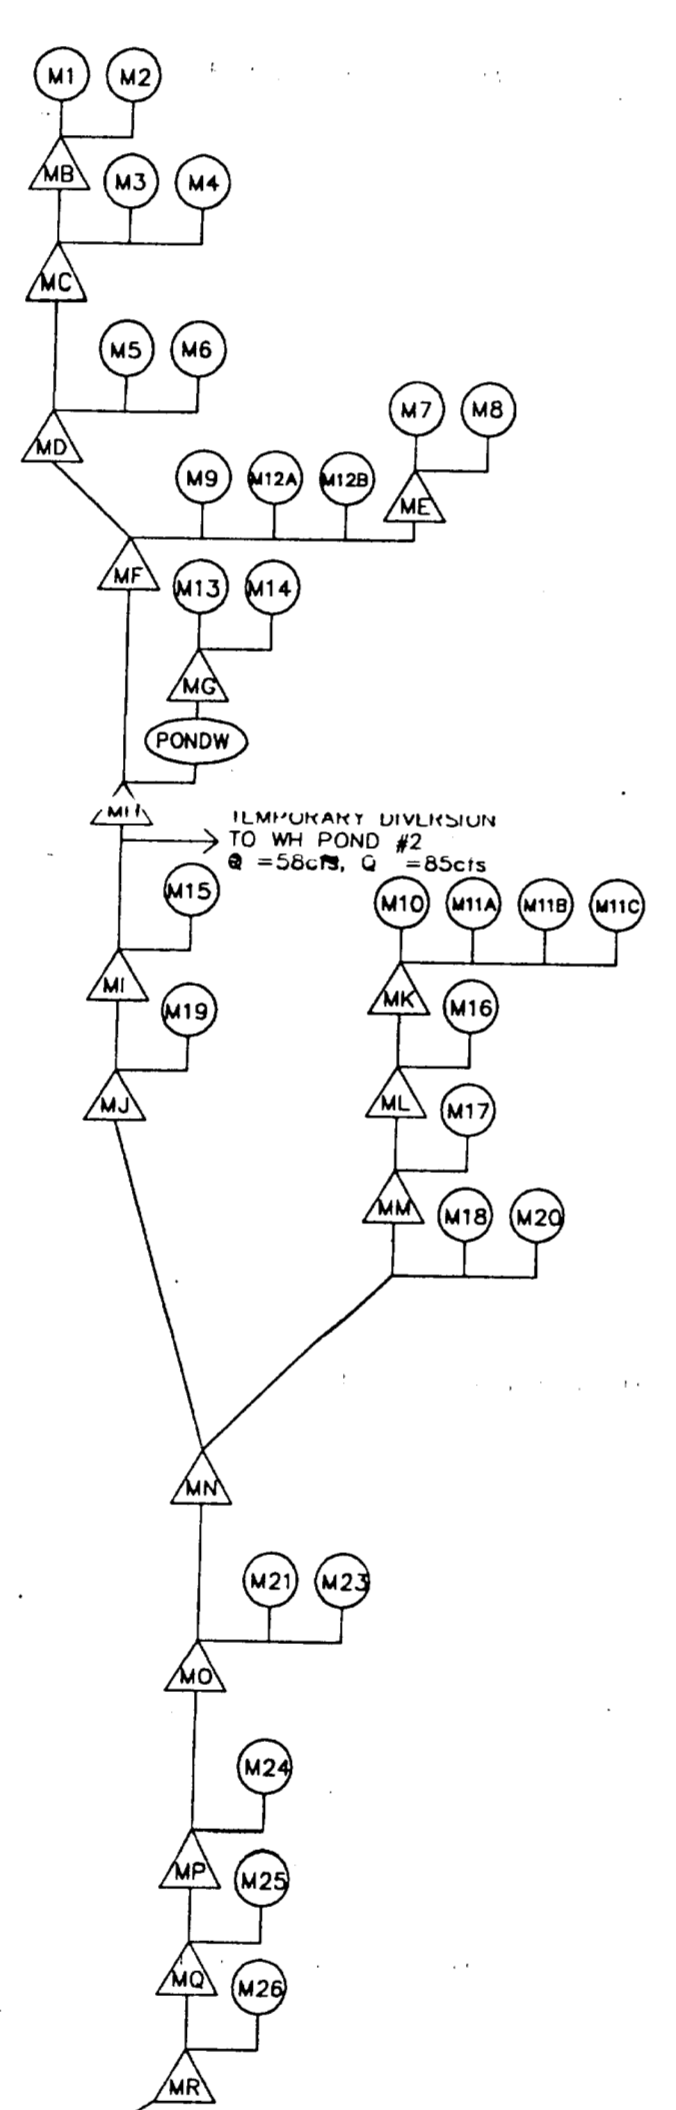 M1 M2
MB M3 M4
MC
M5 M6
MD
M7 M8
M9 M12A M12B ME
MF
M13 M14
MG
PONDW
MH
TEMPORARY DIVERSION
TO WH POND #2
Q =58cfs, Q =85cfs
M15
M10 M11A M11B M11C
MI MK
M19 M16
MJ ML
M17
MM M18 M20
MN
M21 M23
MO
M24
MP M25
MQ M26
MR